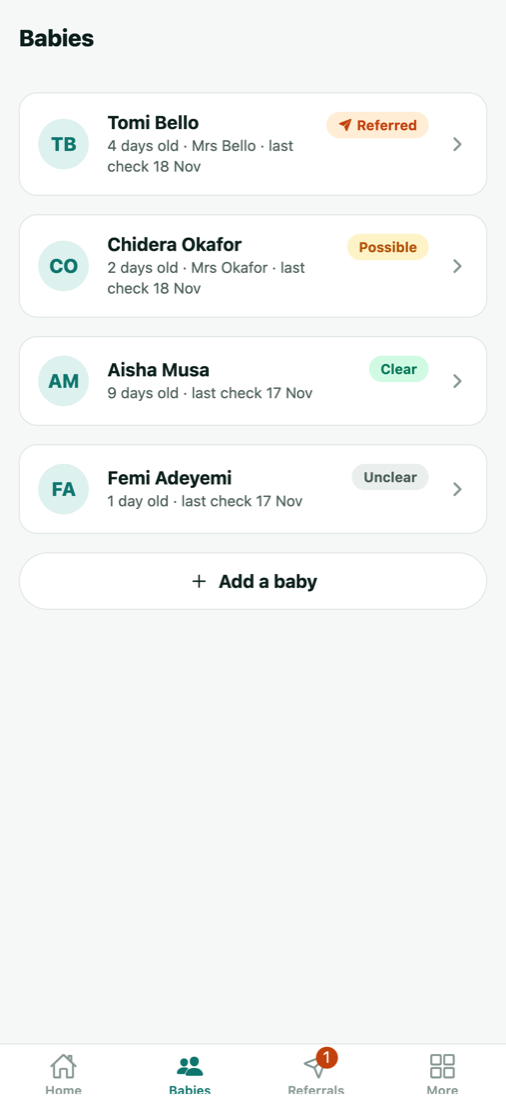 Babies
TB
Tomi Bello
Referred
4 days old · Mrs Bello · last
check 18 Nov
CO
Chidera Okafor
Possible
2 days old · Mrs Okafor · last
check 18 Nov
AM
Aisha Musa
Clear
9 days old · last check 17 Nov
FA
Femi Adeyemi
Unclear
1 day old · last check 17 Nov
+ Add a baby
1
Home
Babies
Referrals
More